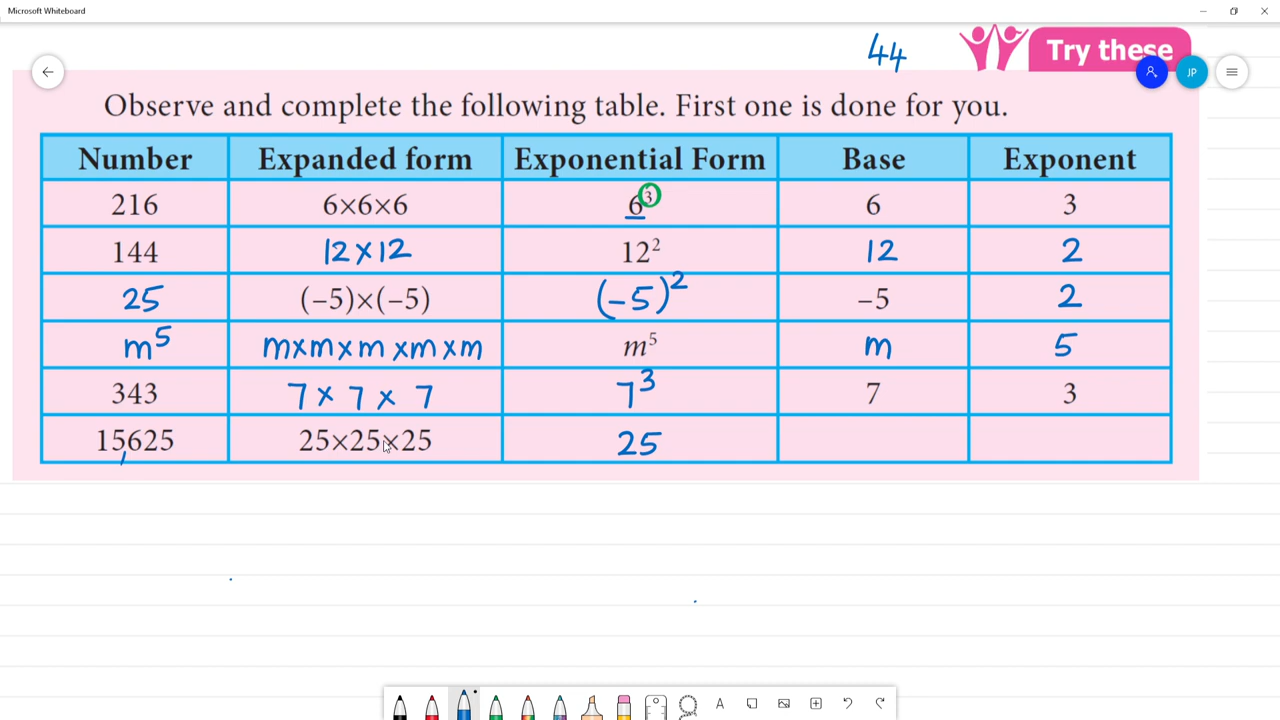 Microsoft Whiteboard
44
Try these
JP
Observe and complete the following table. First one is done for you.
Number Expanded form Exponential Form Base Exponent
216 6×6×6 6³ 6 3
144 12×12 12² 12 2
25 (−5)×(−5) (−5)² −5 2
m⁵ m×m×m×m×m m⁵ m 5
343 7×7×7 7³ 7 3
15,625 25×25×25 25
A